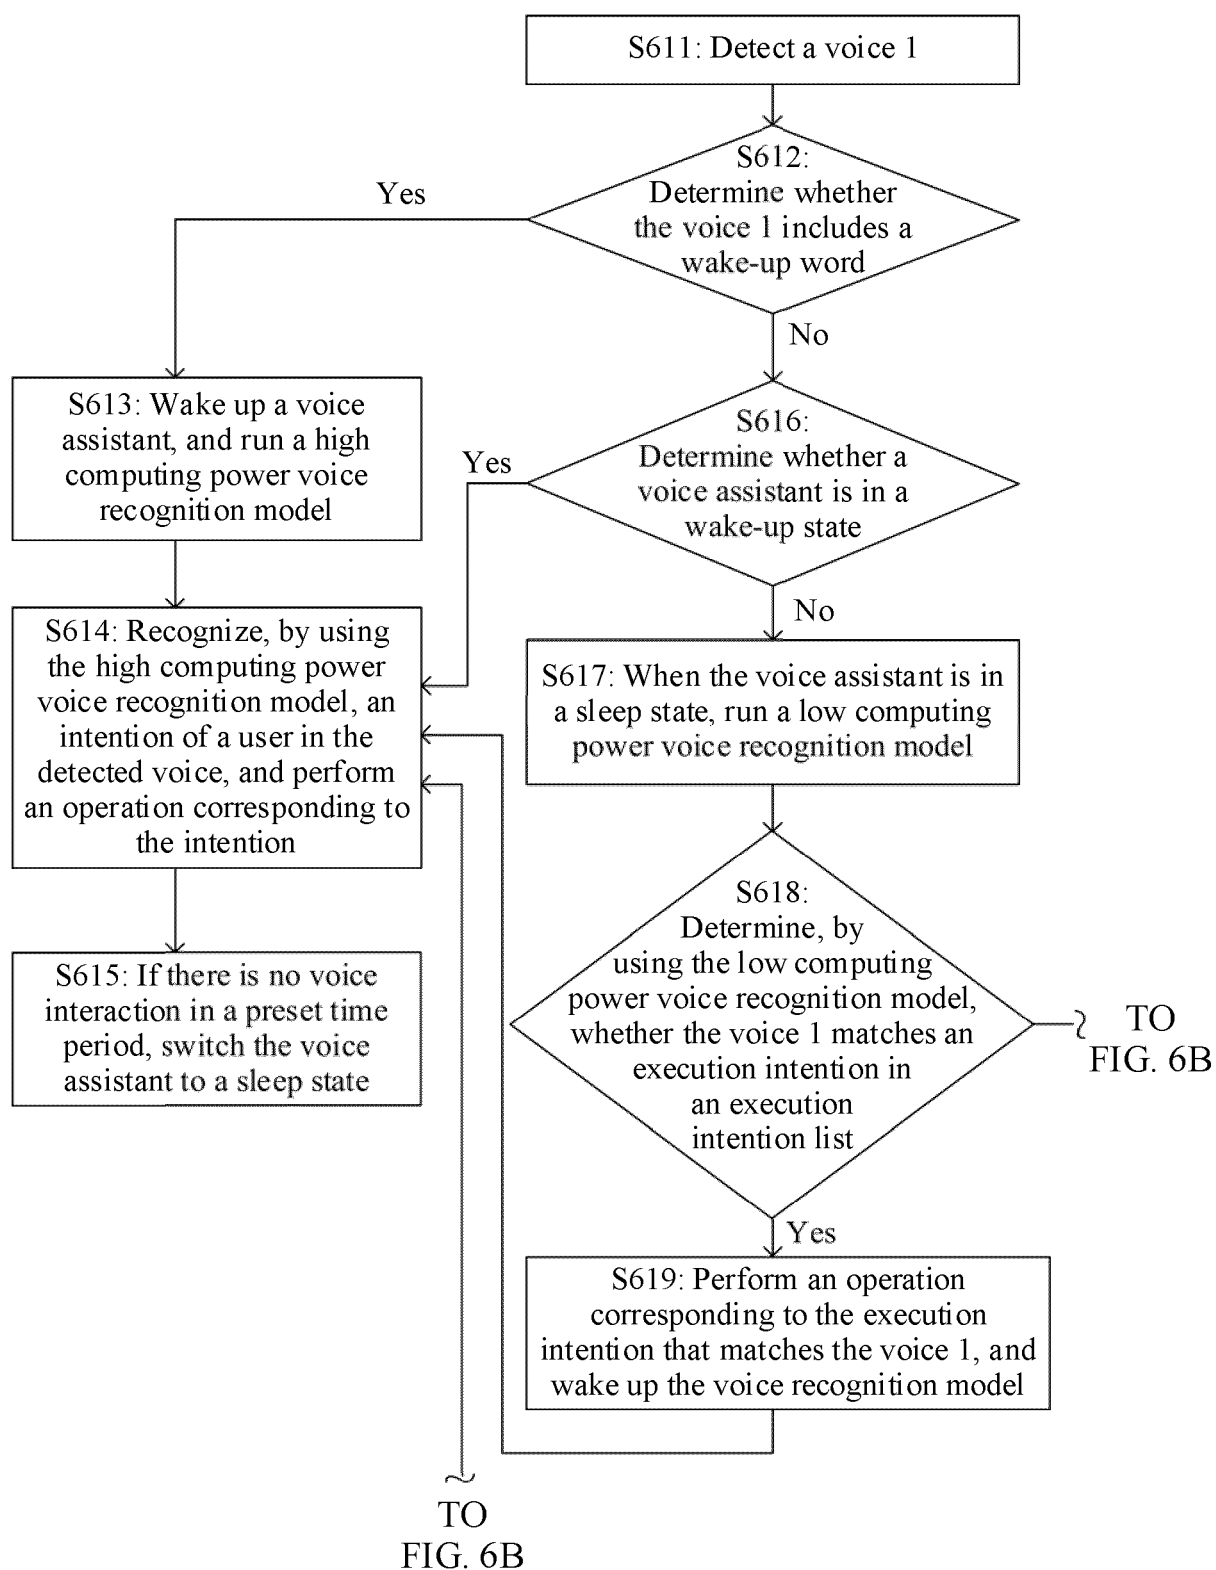 S611: Detect a voice 1
S612:
Determine whether
the voice 1 includes a
wake-up word
Yes
No
S613: Wake up a voice
assistant, and run a high
computing power voice
recognition model
S616:
Determine whether a
voice assistant is in a
wake-up state
Yes
No
S614: Recognize, by using
the high computing power
voice recognition model, an
intention of a user in the
detected voice, and perform
an operation corresponding to
the intention
S617: When the voice assistant is in
a sleep state, run a low computing
power voice recognition model
S615: If there is no voice
interaction in a preset time
period, switch the voice
assistant to a sleep state
S618:
Determine, by
using the low computing
power voice recognition model,
whether the voice 1 matches an
execution intention in
an execution
intention list
TO
FIG. 6B
Yes
S619: Perform an operation
corresponding to the execution
intention that matches the voice 1, and
wake up the voice recognition model
TO
FIG. 6B